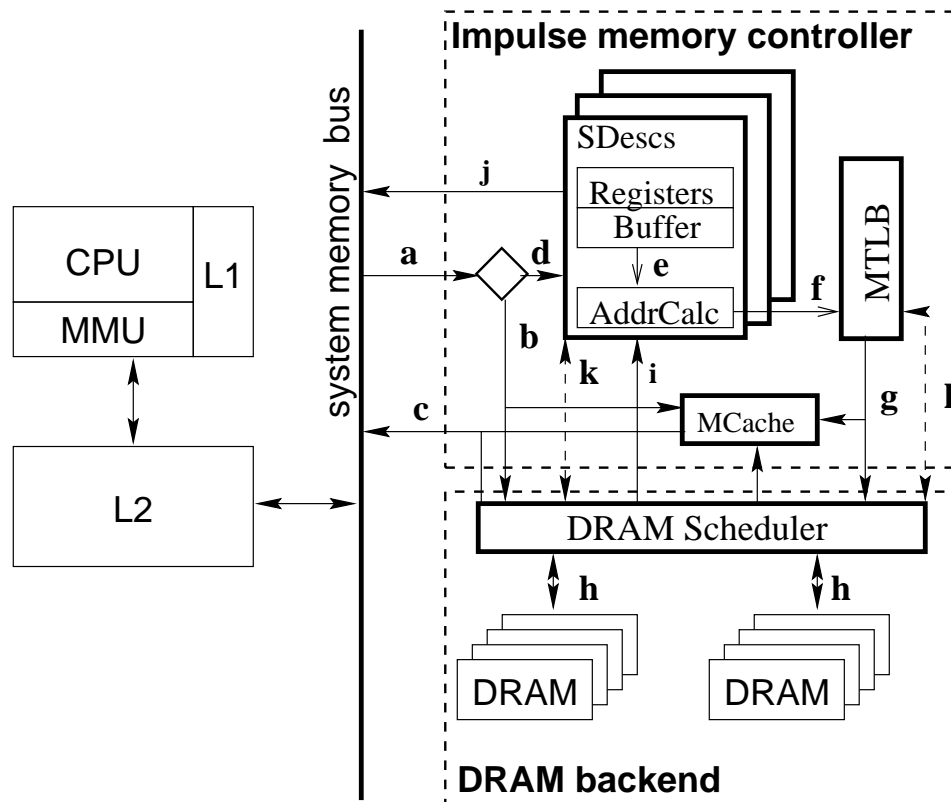 Impulse memory controller
system memory bus
SDescs
Registers
Buffer
AddrCalc
MTLB
CPU
MMU
L1
L2
MCache
DRAM Scheduler
DRAM
DRAM
DRAM backend
a
b
c
d
e
f
g
h
h
i
j
k
l